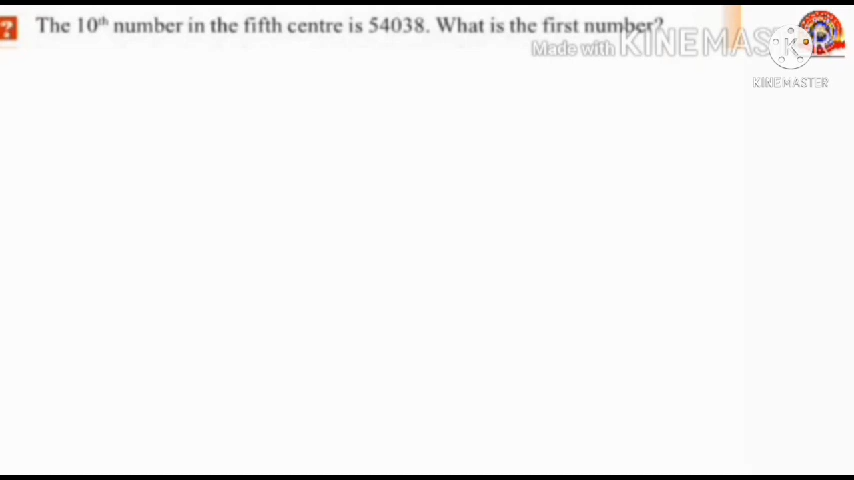 ? The 10th number in the fifth centre is 54038. What is the first number?
Made with KINEMASTER
KINEMASTER